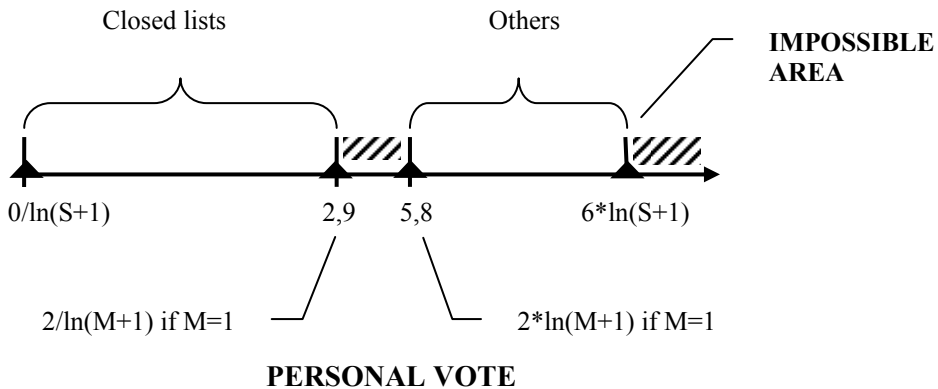 Closed lists
Others
IMPOSSIBLE
AREA
0/ln(S+1)
2,9
5,8
6*ln(S+1)
2/ln(M+1) if M=1
2*ln(M+1) if M=1
PERSONAL VOTE